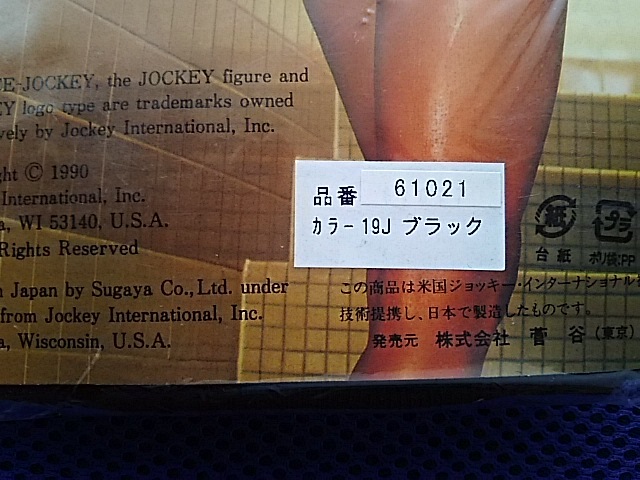 E-JOCKEY, the JOCKEY figure and
EY logo type are trademarks owned
vely by Jockey International, Inc.
ght © 1990
International, Inc.
a, WI 53140, U.S.A.
Rights Reserved
n Japan by Sugaya Co., Ltd. under
from Jockey International, Inc.
a, Wisconsin, U.S.A.
品番 61021
カラー 19J ブラック
紙 プラ
台紙 ポリ袋:PP
この商品は米国ジョッキー・インターナショナル
技術提携し、日本で製造したものです。
発売元 株式会社 菅谷 (東京)